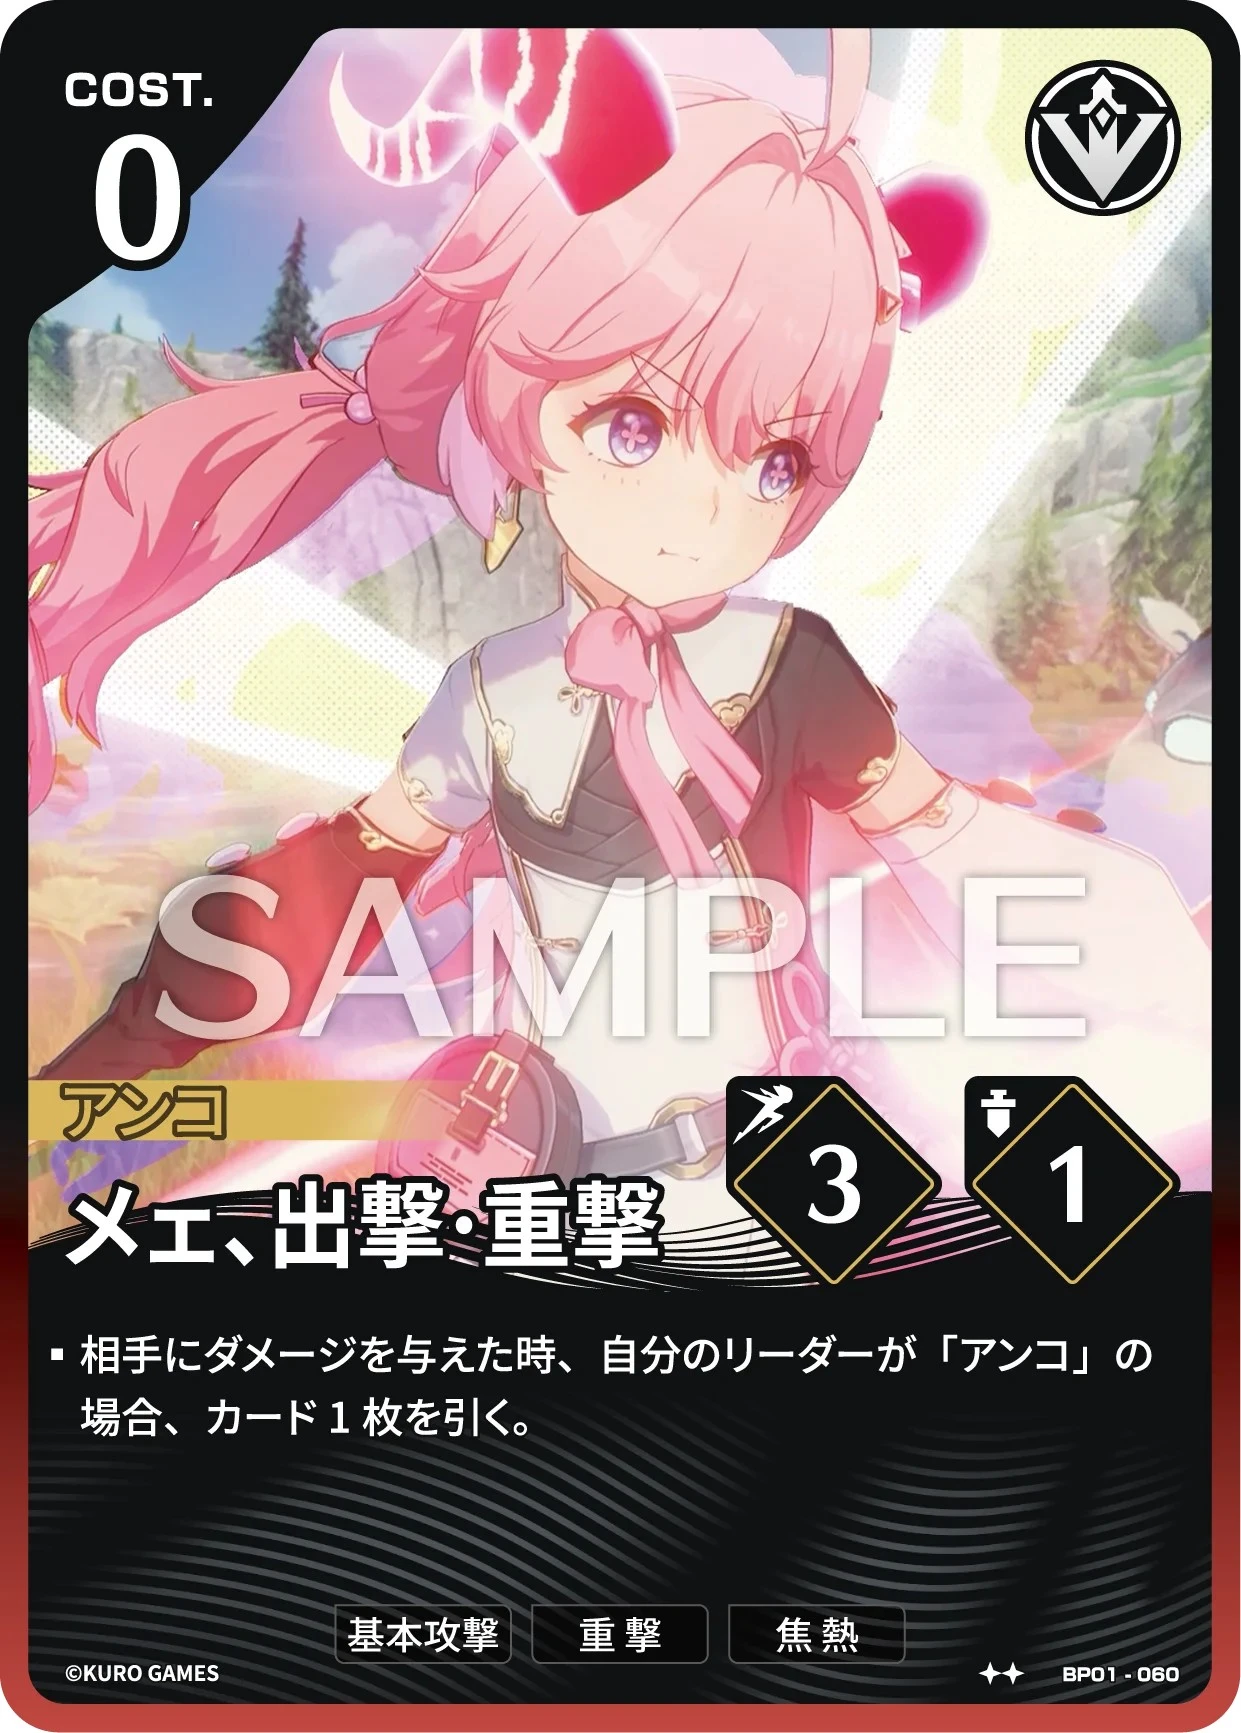 COST.
0
SAMPLE
アンコ
メェ、出撃・重撃
3
1
▪ 相手にダメージを与えた時、自分のリーダーが「アンコ」の
場合、カード1枚を引く。
基本攻撃 重撃 焦熱
©KURO GAMES
BP01 - 060